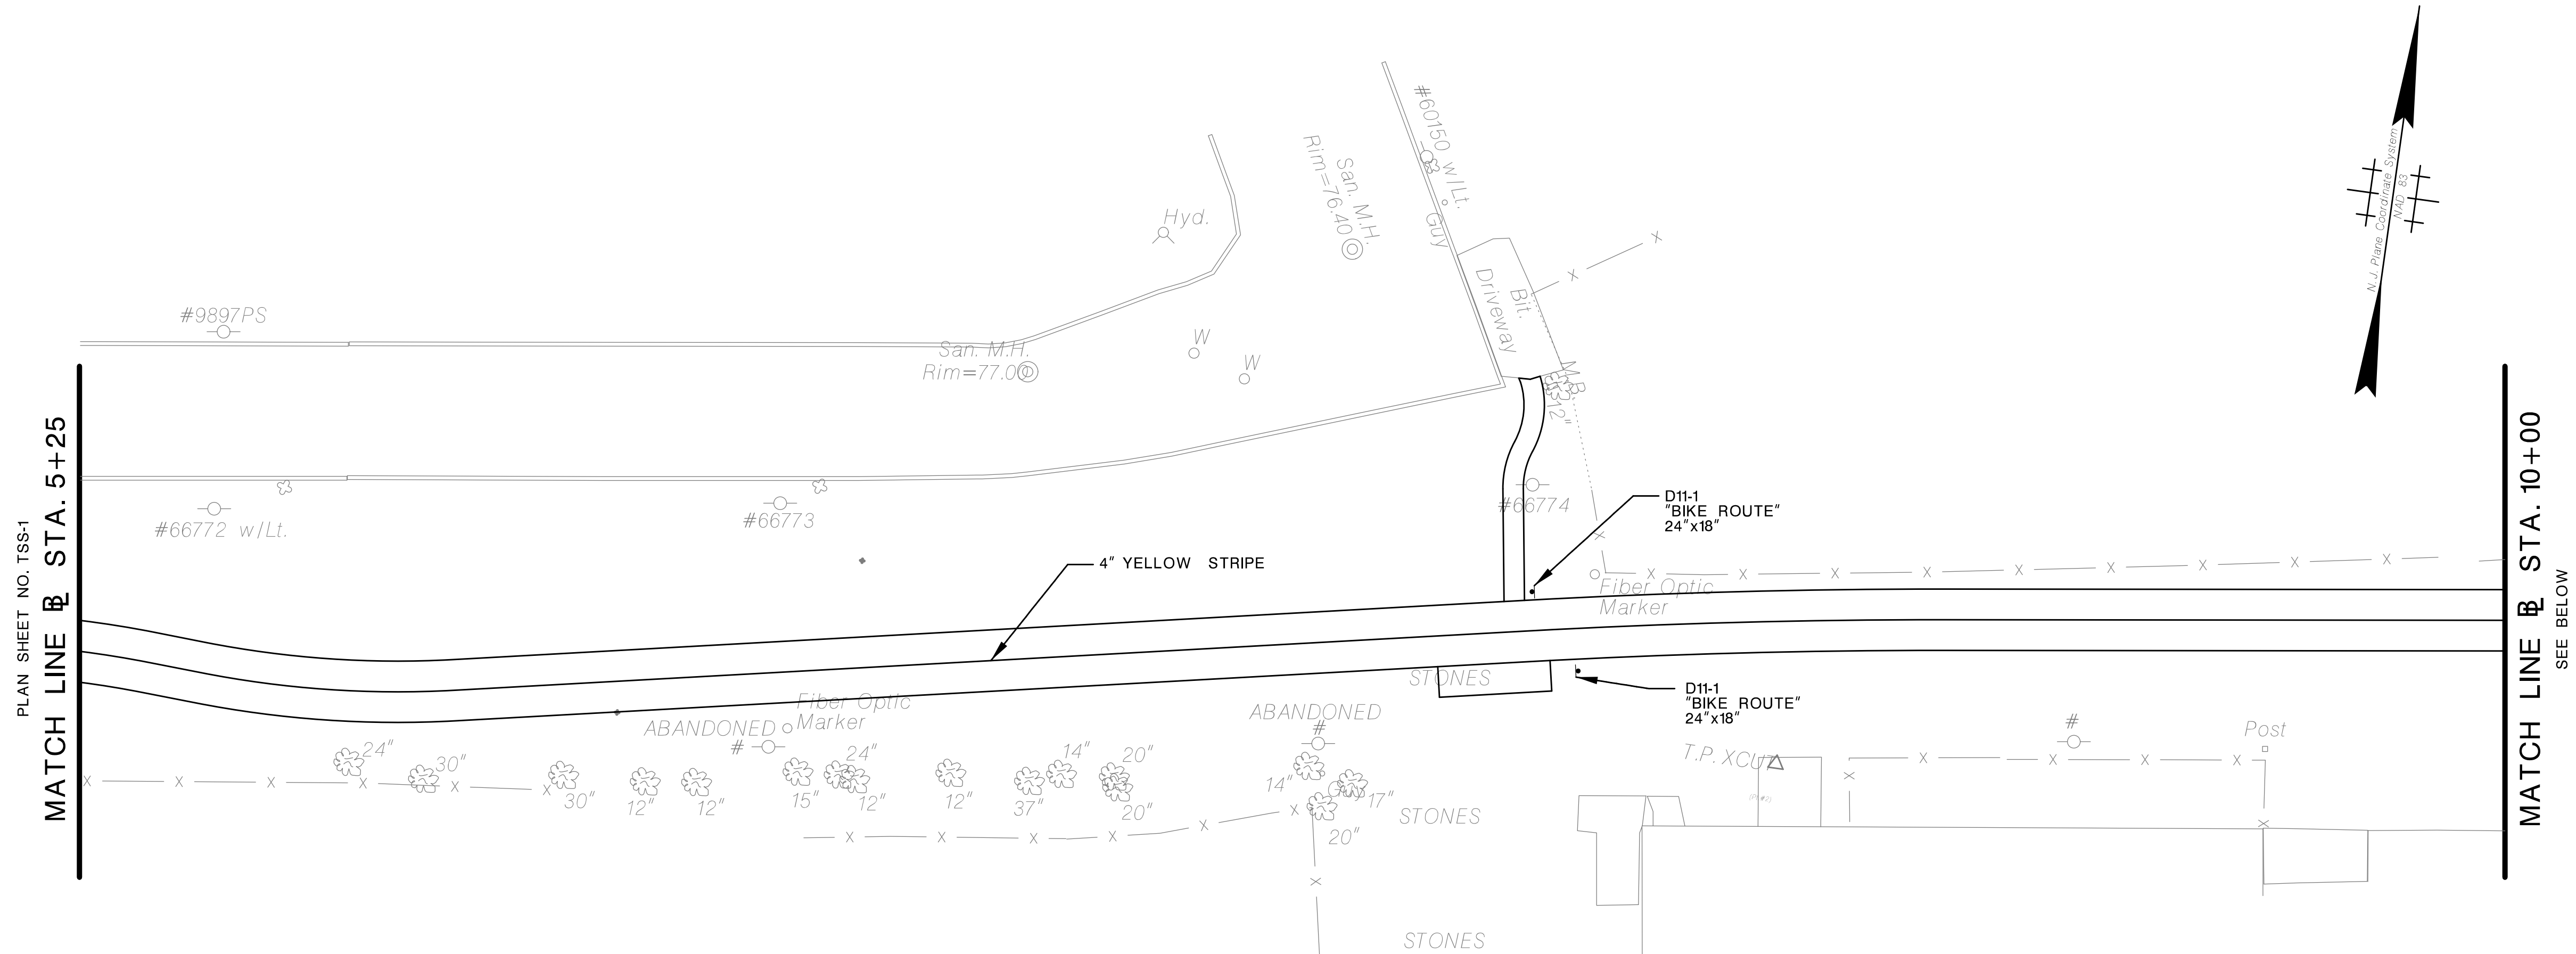 PLAN SHEET NO. TSS-1
MATCH LINE BL STA. 5+25
#9897PS
#66772 w/Lt.
San. M.H.
Rim=77.00
#66773
Hyd.
W
W
San. M.H.
Rim=76.40
#60150 w/Lt.
Guy
Bit.
Driveway
M.B.
12"
#66774
D11-1
"BIKE ROUTE"
24"x18"
4" YELLOW STRIPE
Fiber Optic
Marker
N.J. Plane Coordinate System
NAD 83
STONES
D11-1
"BIKE ROUTE"
24"x18"
Fiber Optic
Marker
ABANDONED
#
ABANDONED
#
24"
30"
30"
12"
12"
15"
24"
12"
12"
37"
14"
20"
20"
14"
Guy
17"
20"
STONES
STONES
T.P. XCUT
#
Post
MATCH LINE BL STA. 10+00
SEE BELOW